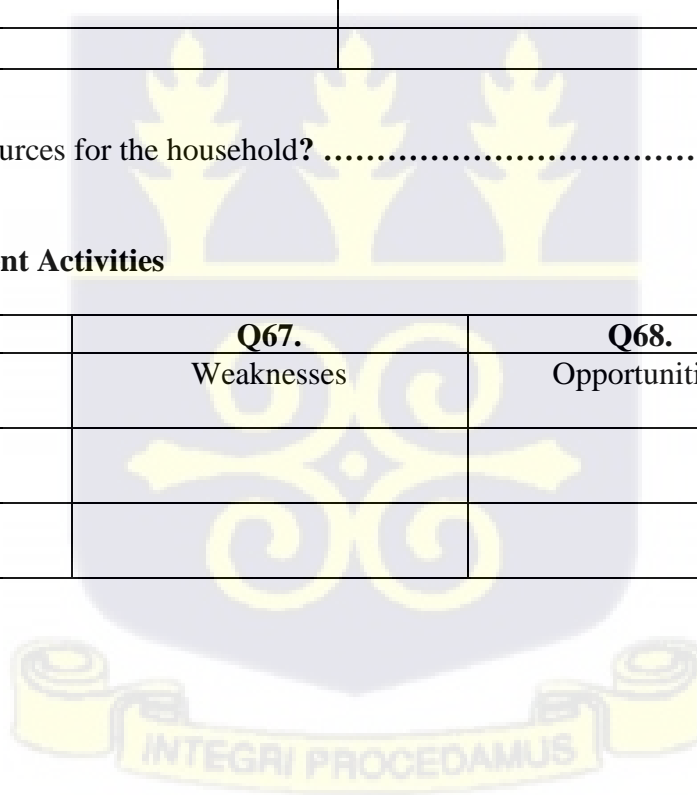 urces for the household? ……………………………
nt Activities
Q67. Q68.
Weaknesses Opportuniti
INTEGRI PROCEDAMUS